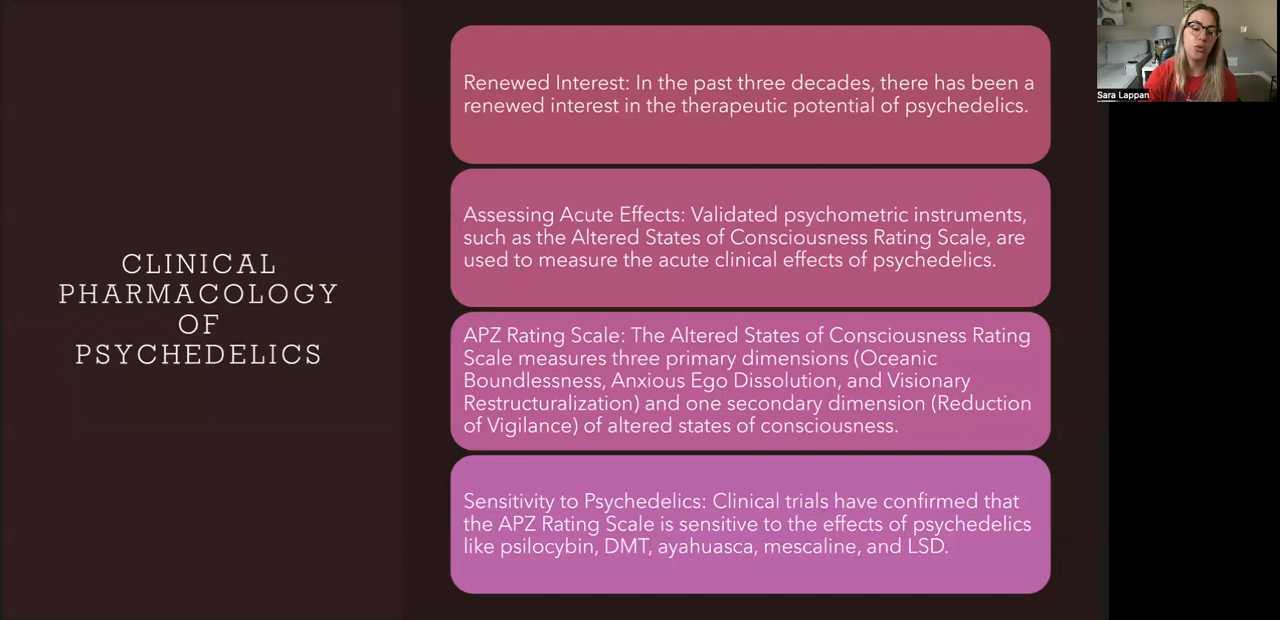 CLINICAL
PHARMACOLOGY
OF
PSYCHEDELICS
Renewed Interest: In the past three decades, there has been a
renewed interest in the therapeutic potential of psychedelics.
Assessing Acute Effects: Validated psychometric instruments,
such as the Altered States of Consciousness Rating Scale, are
used to measure the acute clinical effects of psychedelics.
APZ Rating Scale: The Altered States of Consciousness Rating
Scale measures three primary dimensions (Oceanic
Boundlessness, Anxious Ego Dissolution, and Visionary
Restructuralization) and one secondary dimension (Reduction
of Vigilance) of altered states of consciousness.
Sensitivity to Psychedelics: Clinical trials have confirmed that
the APZ Rating Scale is sensitive to the effects of psychedelics
like psilocybin, DMT, ayahuasca, mescaline, and LSD.
Sara Lappan